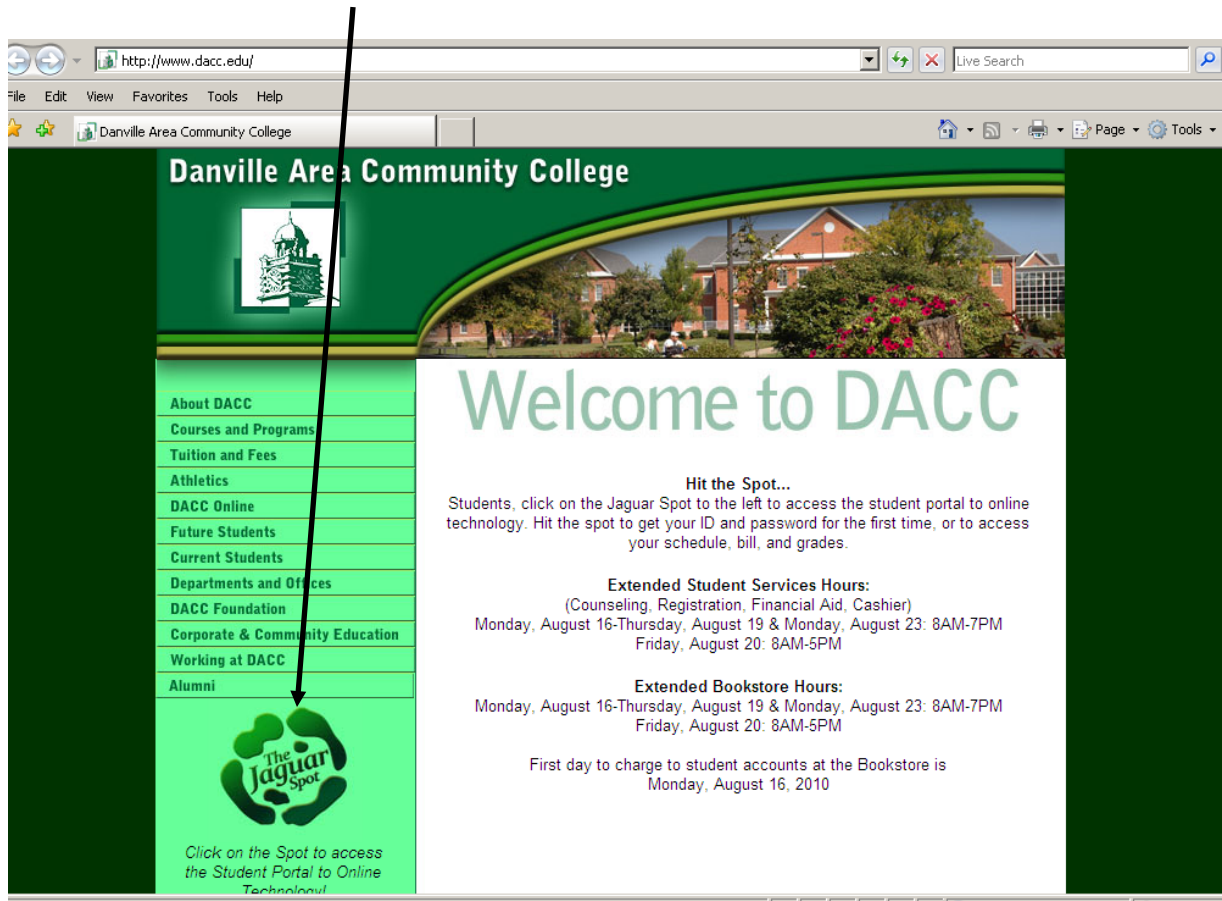 http://www.dacc.edu/
Live Search
File Edit View Favorites Tools Help
Danville Area Community College
Page Tools
Danville Area Community College
Welcome to DACC
About DACC
Courses and Programs
Tuition and Fees
Athletics
DACC Online
Future Students
Current Students
Departments and Offices
DACC Foundation
Corporate & Community Education
Working at DACC
Alumni
The
Jaguar
Spot
Click on the Spot to access
the Student Portal to Online
Technology!
Hit the Spot...
Students, click on the Jaguar Spot to the left to access the student portal to online
technology. Hit the spot to get your ID and password for the first time, or to access
your schedule, bill, and grades.
Extended Student Services Hours:
(Counseling, Registration, Financial Aid, Cashier)
Monday, August 16-Thursday, August 19 & Monday, August 23: 8AM-7PM
Friday, August 20: 8AM-5PM
Extended Bookstore Hours:
Monday, August 16-Thursday, August 19 & Monday, August 23: 8AM-7PM
Friday, August 20: 8AM-5PM
First day to charge to student accounts at the Bookstore is
Monday, August 16, 2010